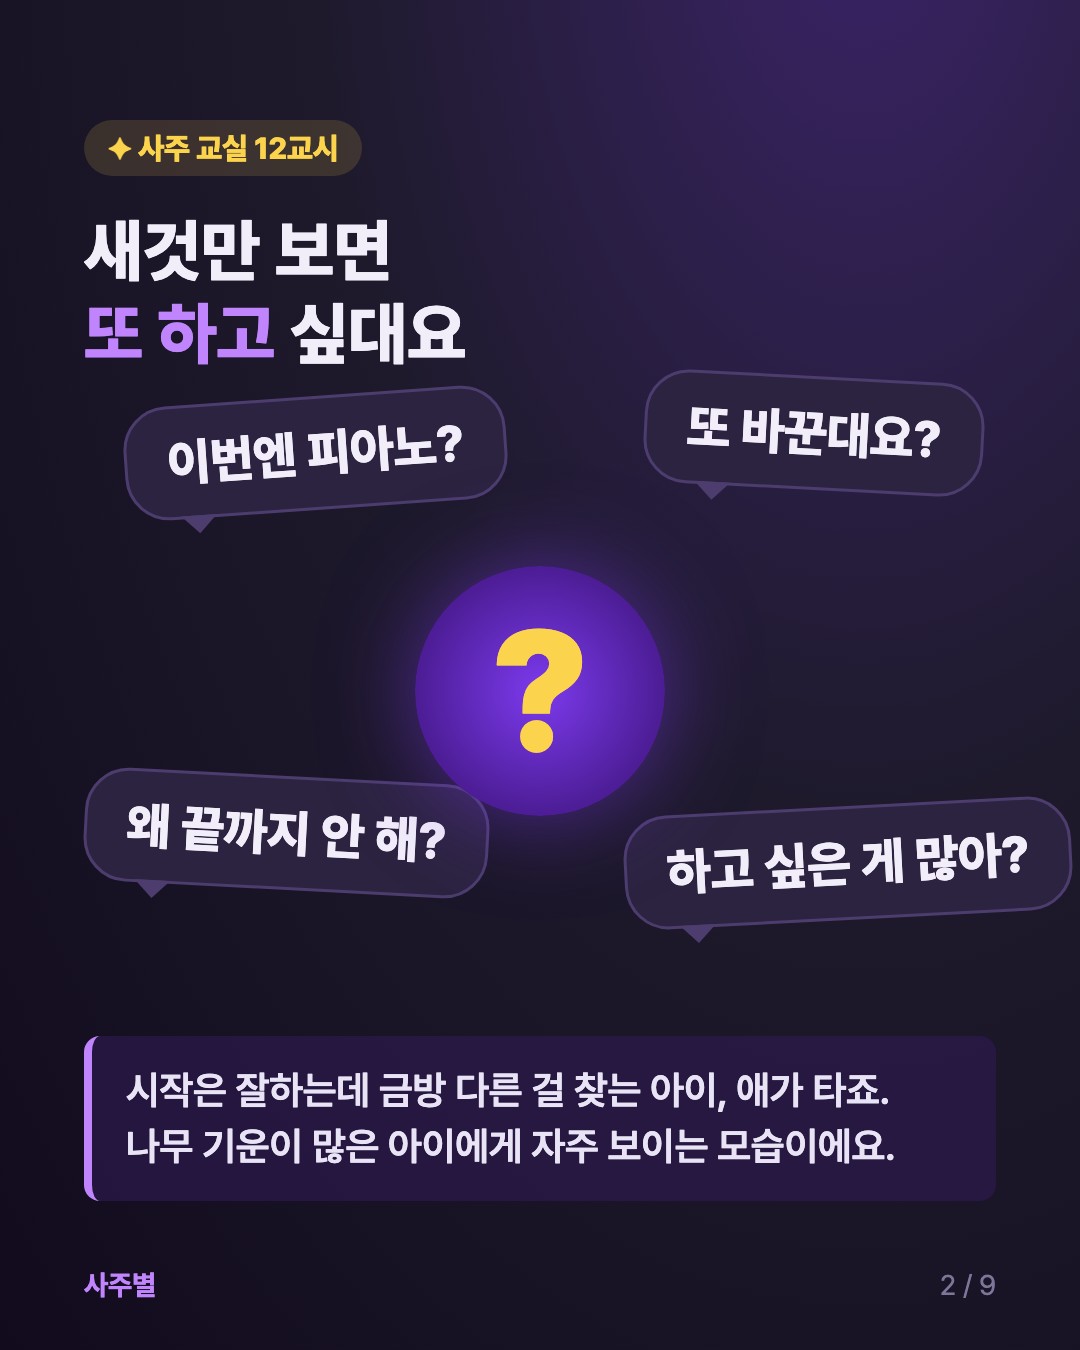 ✦ 사주 교실 12교시
새것만 보면
또 하고 싶대요
이번엔 피아노?
또 바꾼대요?
?
왜 끝까지 안 해?
하고 싶은 게 많아?
시작은 잘하는데 금방 다른 걸 찾는 아이, 애가 타죠.
나무 기운이 많은 아이에게 자주 보이는 모습이에요.
사주별
2 / 9